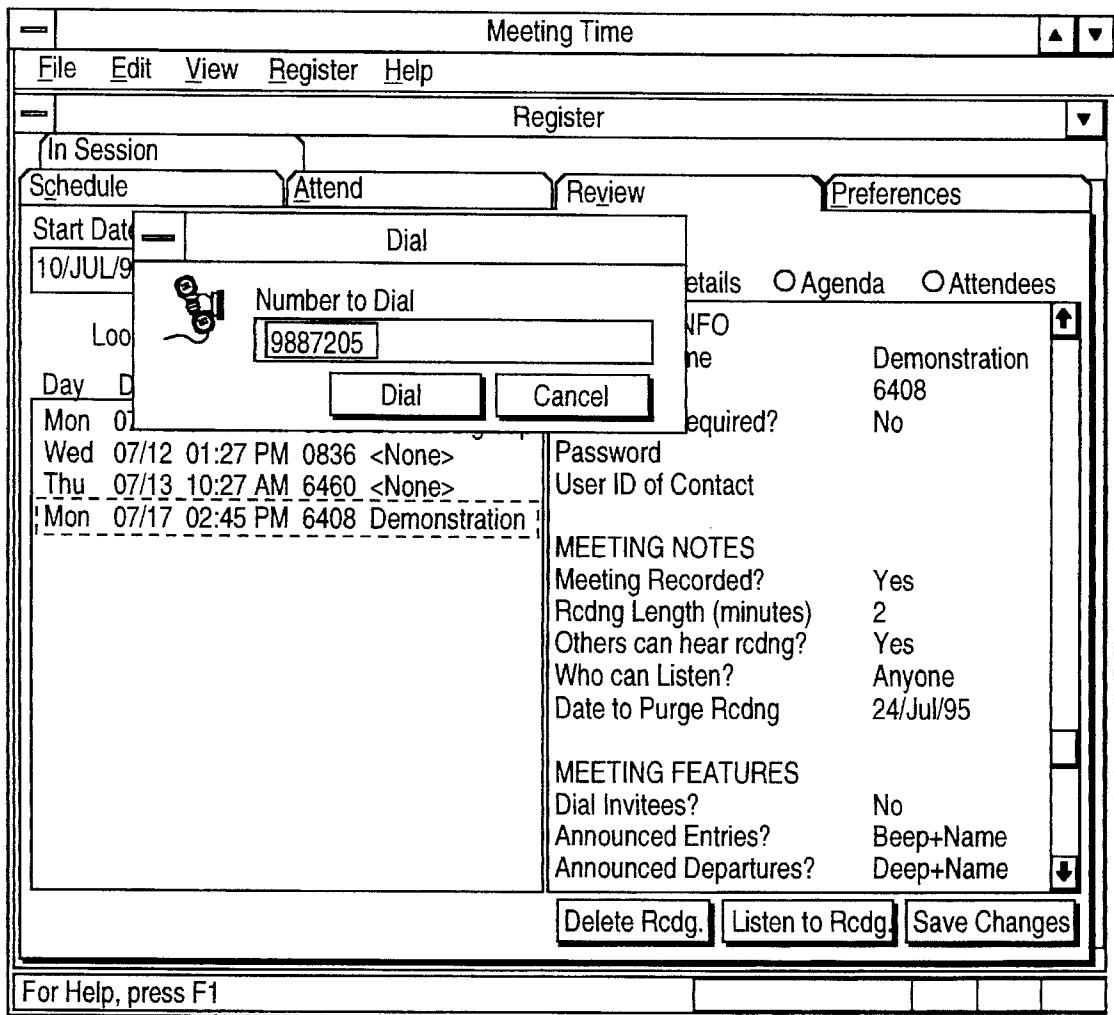 Meeting Time
File Edit View Register Help
Register
In Session
Schedule Attend Review Preferences
Start Date
10/JUL/9
etails Agenda Attendees
Dial
Number to Dial
9887205
Dial Cancel
Loo
Day D
Mon 07
Wed 07/12 01:27 PM 0836 <None>
Thu 07/13 10:27 AM 6460 <None>
Mon 07/17 02:45 PM 6408 Demonstration
NFO
me Demonstration
6408
equired? No
Password
User ID of Contact
MEETING NOTES
Meeting Recorded? Yes
Rcdng Length (minutes) 2
Others can hear rcdng? Yes
Who can Listen? Anyone
Date to Purge Rcdng 24/Jul/95
MEETING FEATURES
Dial Invitees? No
Announced Entries? Beep+Name
Announced Departures? Deep+Name
Delete Rcdg. Listen to Rcdg. Save Changes
For Help, press F1